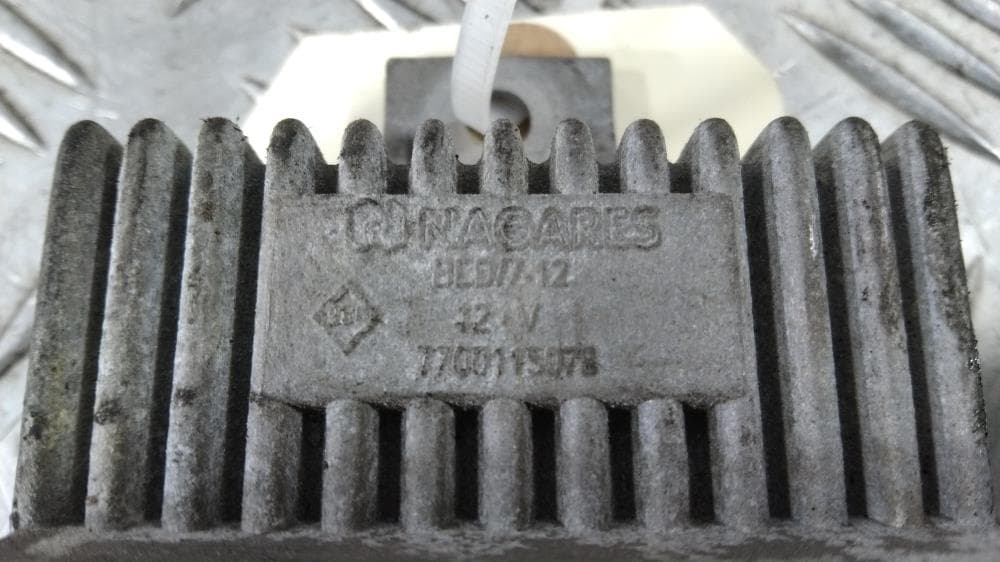 NAGARES
BED/7-12
12 V
7700115078